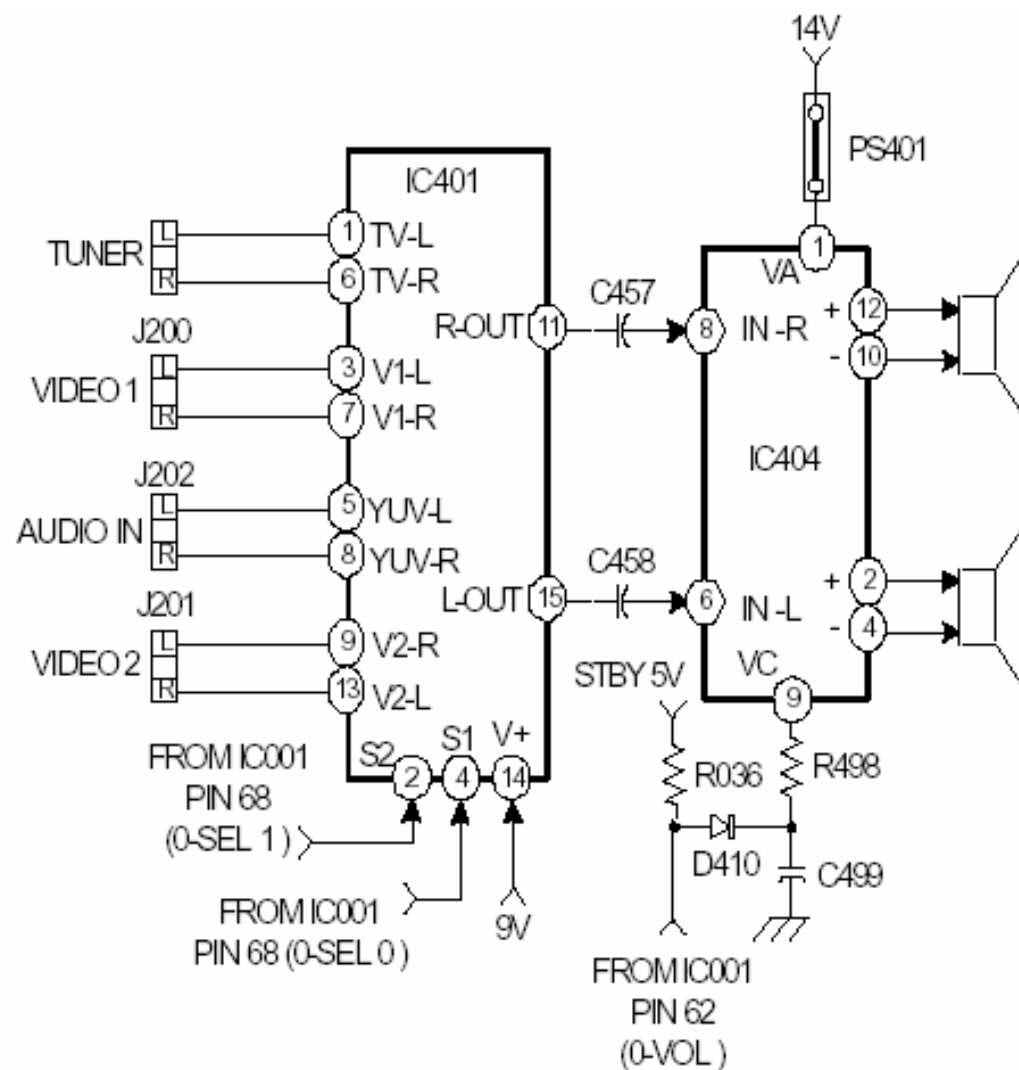 14V
PS401
IC401
TUNER
L
R
1
TV-L
6
TV-R
J200
VIDEO 1
L
R
3
V1-L
7
V1-R
J202
AUDIO IN
L
R
5
YUV-L
8
YUV-R
J201
VIDEO 2
L
R
9
V2-R
13
V2-L
R-OUT
11
C457
L-OUT
15
C458
1
VA
8
IN -R
+
12
-
10
IC404
6
IN -L
+
2
-
4
VC
9
S2
S1
V+
2
4
14
FROM IC001
PIN 68
(0-SEL 1 )
FROM IC001
PIN 68 (0-SEL 0 )
9V
STBY 5V
R036
R498
D410
C499
FROM IC001
PIN 62
(0-VOL )